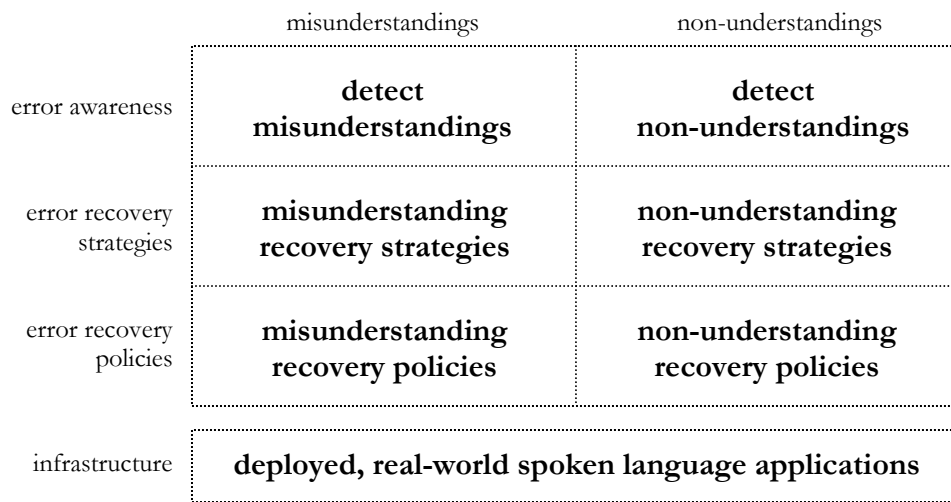 misunderstandings non-understandings
error awareness
detect
misunderstandings
detect
non-understandings
error recovery
strategies
misunderstanding
recovery strategies
non-understanding
recovery strategies
error recovery
policies
misunderstanding
recovery policies
non-understanding
recovery policies
infrastructure
deployed, real-world spoken language applications